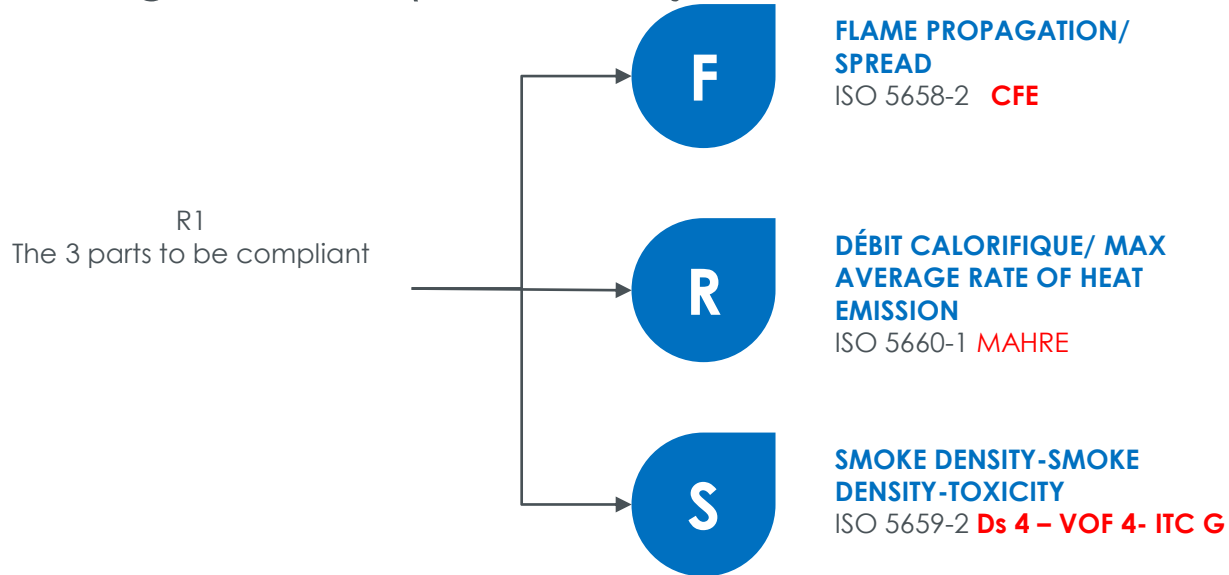 R1
The 3 parts to be compliant
F
FLAME PROPAGATION/
SPREAD
ISO 5658-2 CFE
R
DÉBIT CALORIFIQUE/ MAX
AVERAGE RATE OF HEAT
EMISSION
ISO 5660-1 MAHRE
S
SMOKE DENSITY-SMOKE
DENSITY-TOXICITY
ISO 5659-2 Ds 4 – VOF 4- ITC G